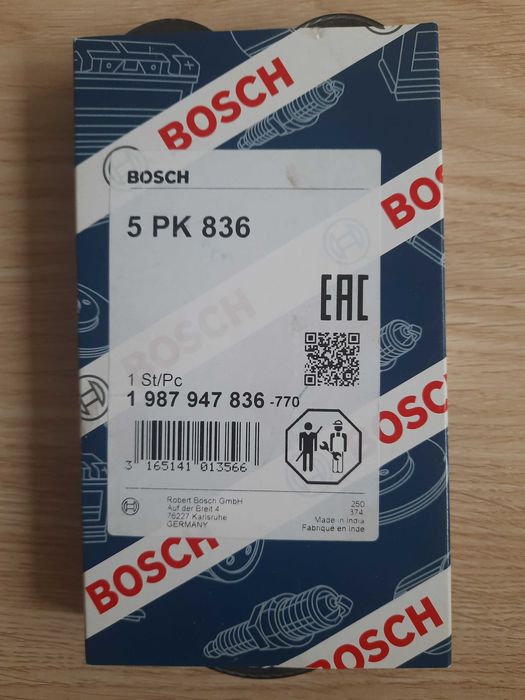 BOSCH
BOSCH
5 PK 836
BOSCH
EAC
1 St/Pc
1 987 947 836 -770
BOSCH
3 165141 013566
Robert Bosch GmbH
Auf der Breit 4
76227 Karlsruhe
GERMANY
250
374
Made in India
Fabriqué en Inde
BOSCH
BOSCH